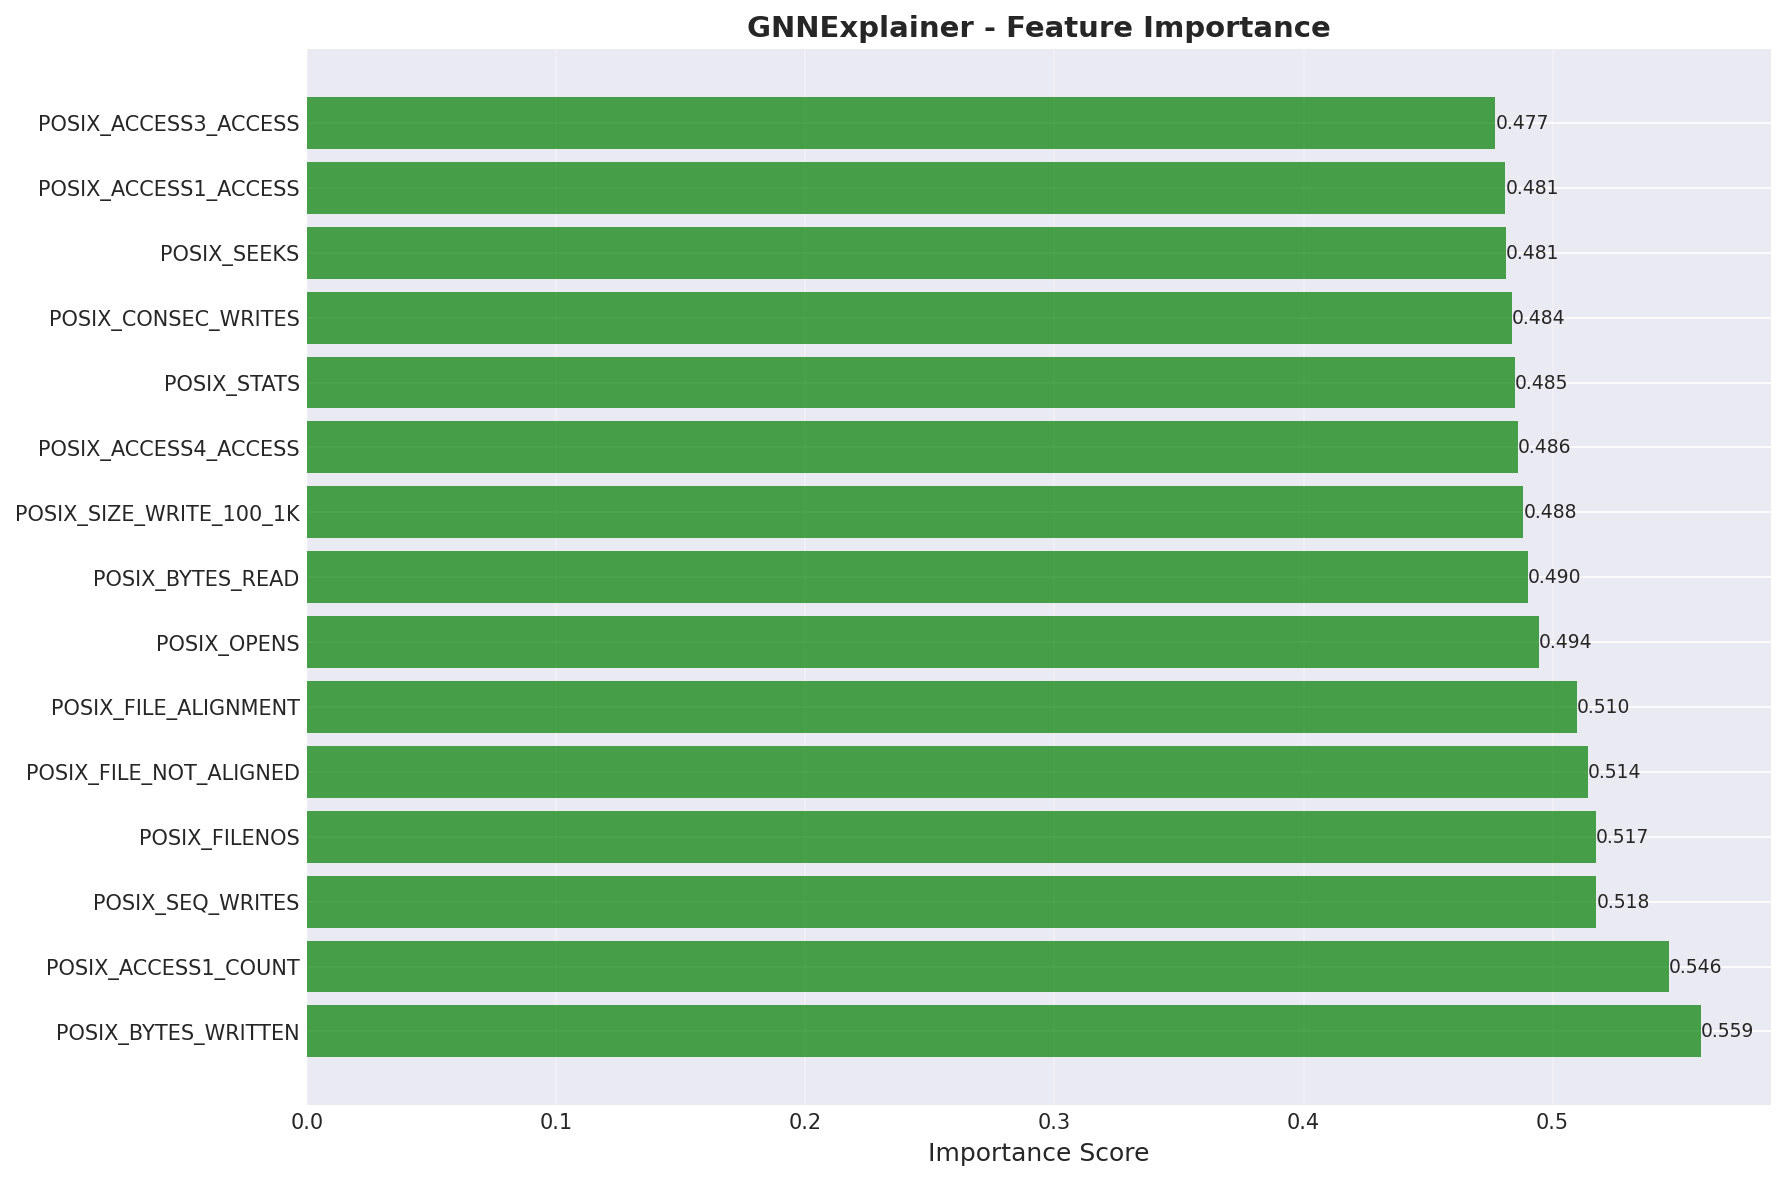 GNNExplainer - Feature Importance
POSIX_ACCESS3_ACCESS 0.477
POSIX_ACCESS1_ACCESS 0.481
POSIX_SEEKS 0.481
POSIX_CONSEC_WRITES 0.484
POSIX_STATS 0.485
POSIX_ACCESS4_ACCESS 0.486
POSIX_SIZE_WRITE_100_1K 0.488
POSIX_BYTES_READ 0.490
POSIX_OPENS 0.494
POSIX_FILE_ALIGNMENT 0.510
POSIX_FILE_NOT_ALIGNED 0.514
POSIX_FILENOS 0.517
POSIX_SEQ_WRITES 0.518
POSIX_ACCESS1_COUNT 0.546
POSIX_BYTES_WRITTEN 0.559
0.0 0.1 0.2 0.3 0.4 0.5
Importance Score